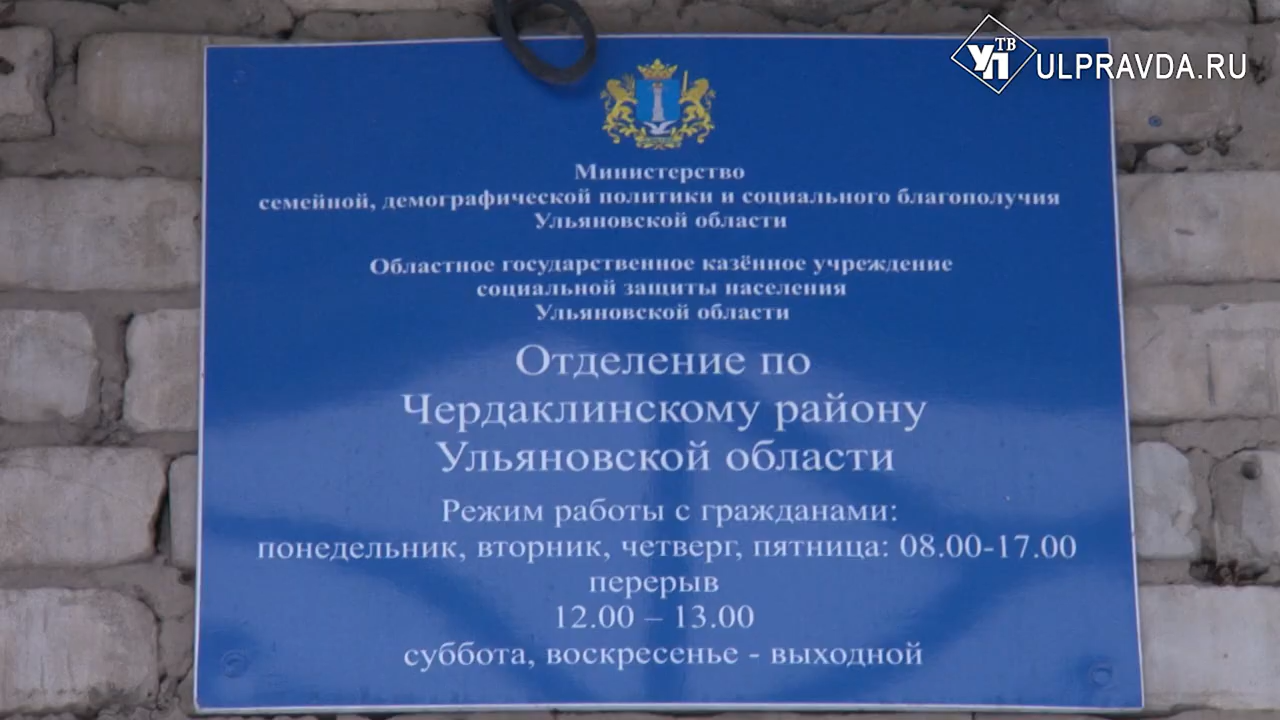 УП ТВ ULPRAVDA.RU
Министерство
семейной, демографической политики и социального благополучия
Ульяновской области
Областное государственное казённое учреждение
социальной защиты населения
Ульяновской области
Отделение по
Чердаклинскому району
Ульяновской области
Режим работы с гражданами:
понедельник, вторник, четверг, пятница: 08.00-17.00
перерыв
12.00 – 13.00
суббота, воскресенье - выходной